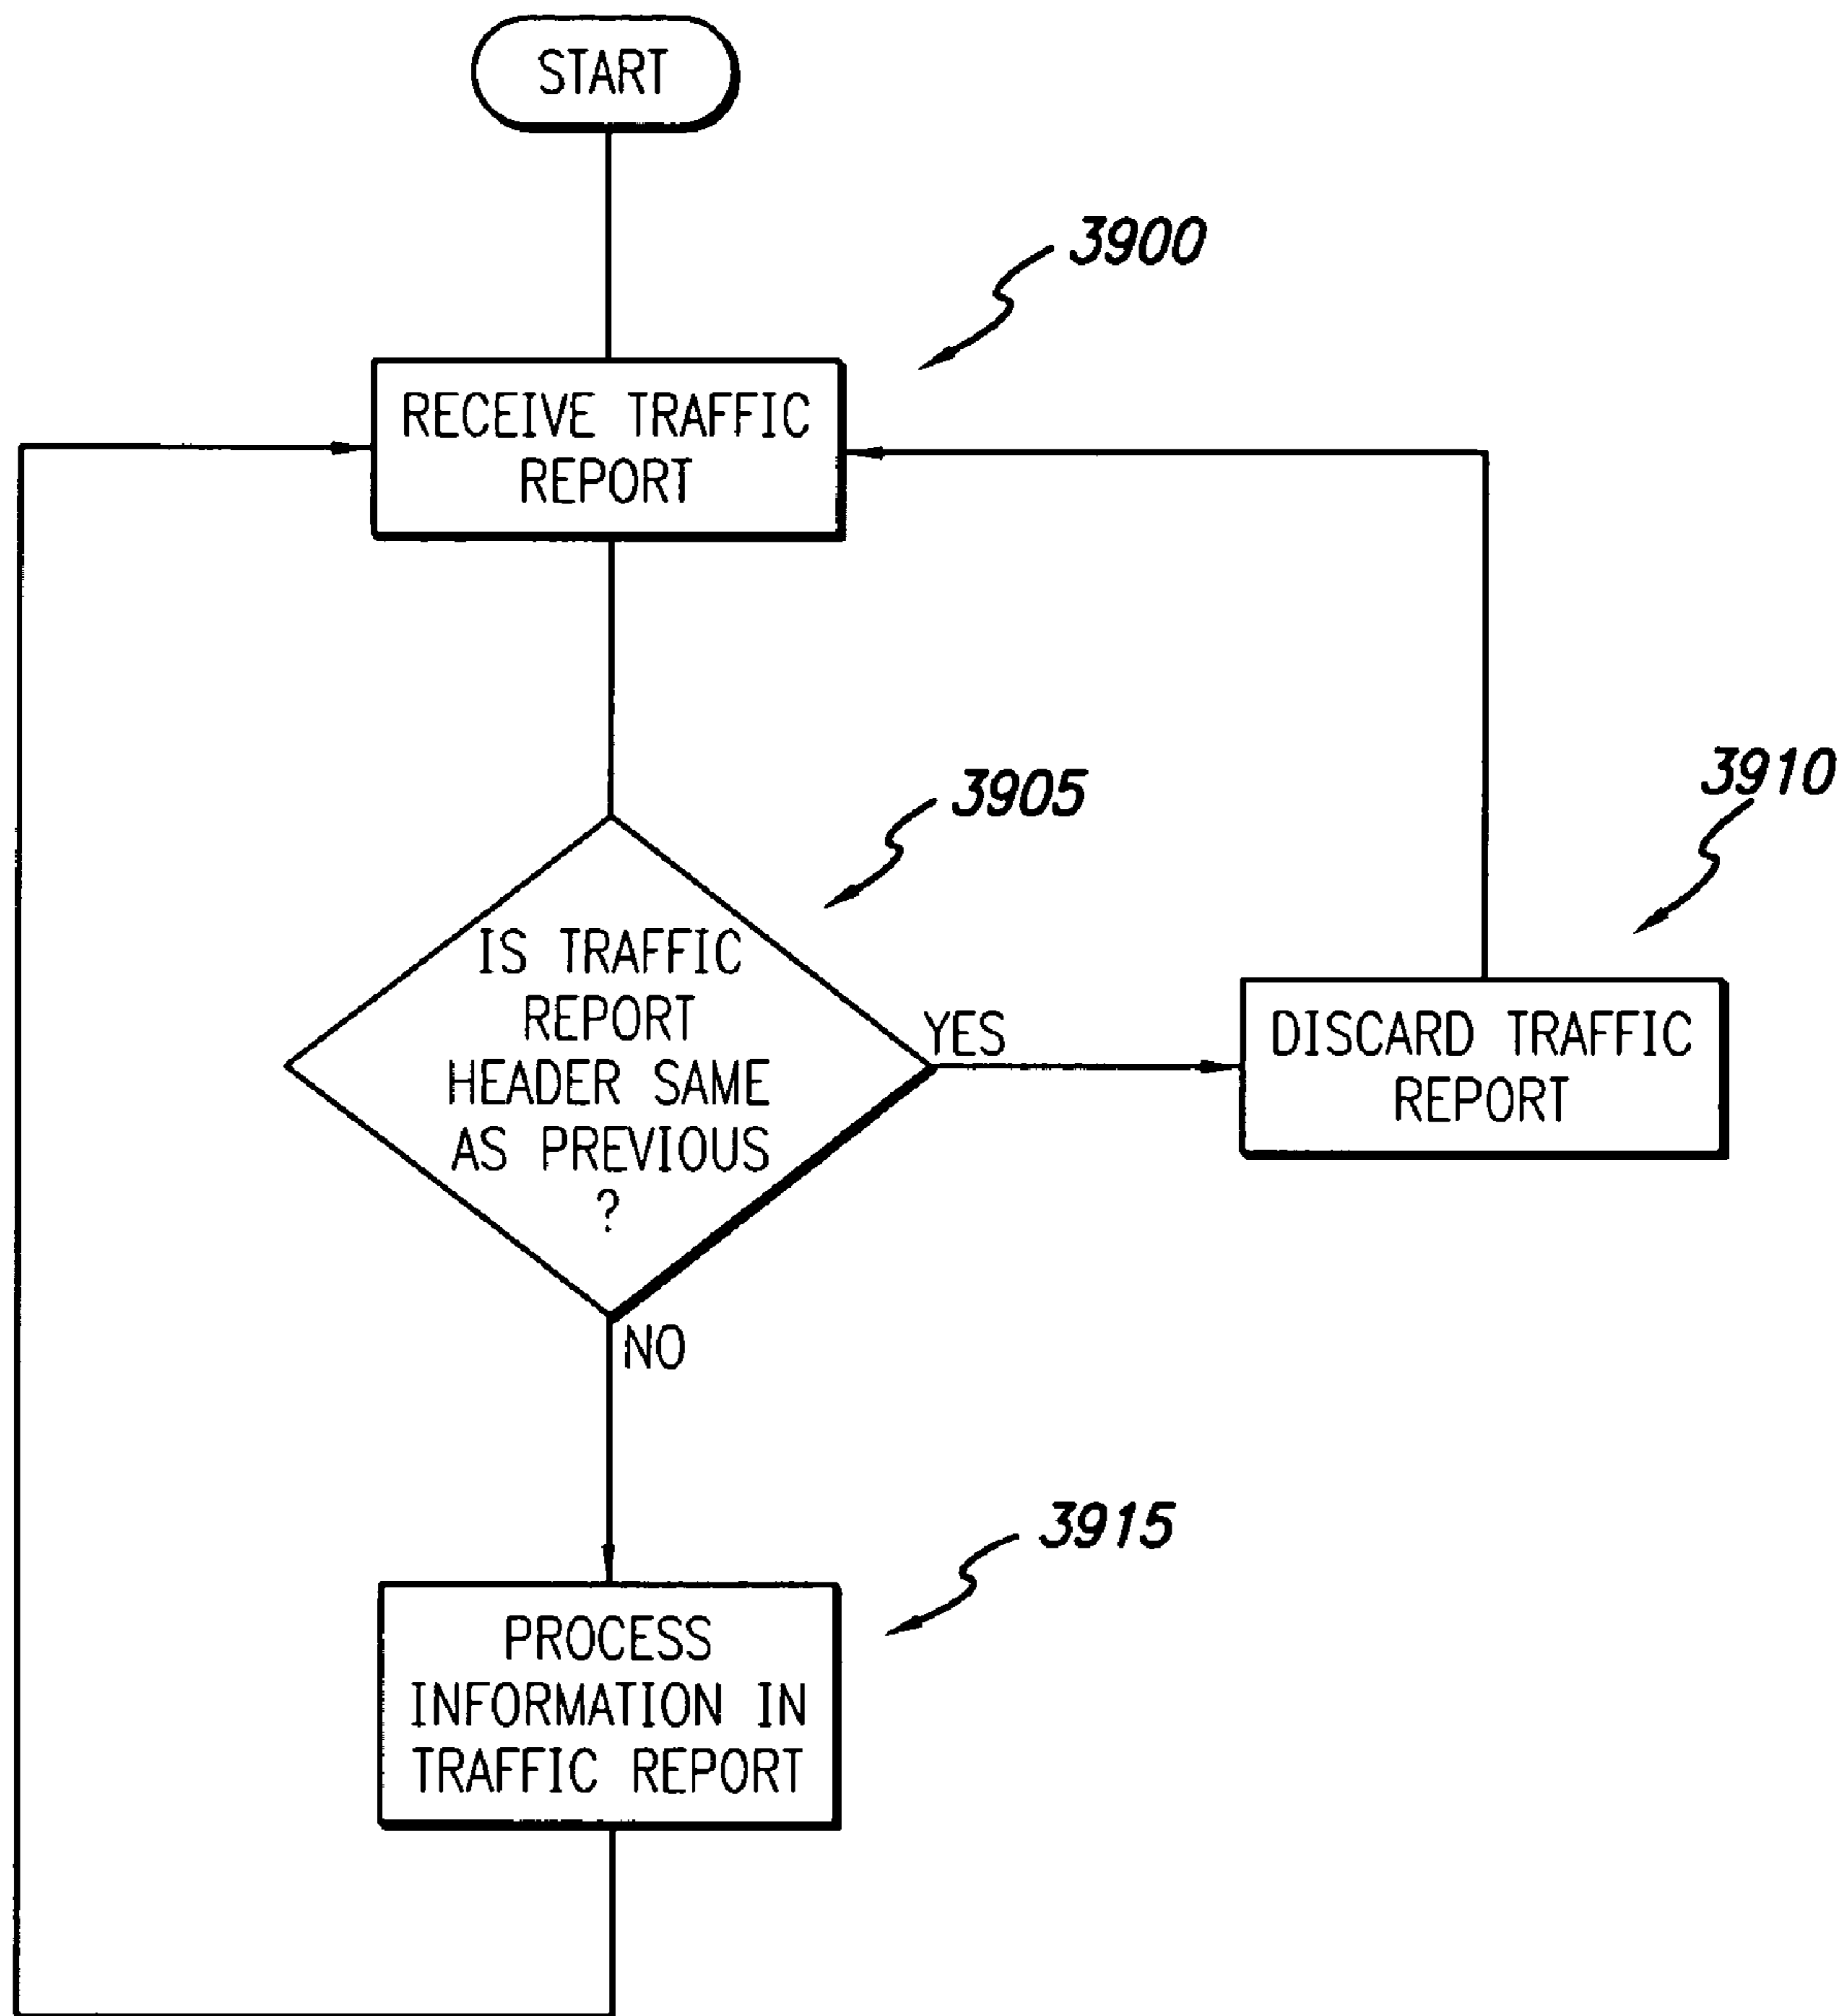 START
3900
RECEIVE TRAFFIC
REPORT
3905
3910
IS TRAFFIC
REPORT
HEADER SAME
AS PREVIOUS
?
YES
DISCARD TRAFFIC
REPORT
NO
3915
PROCESS
INFORMATION IN
TRAFFIC REPORT